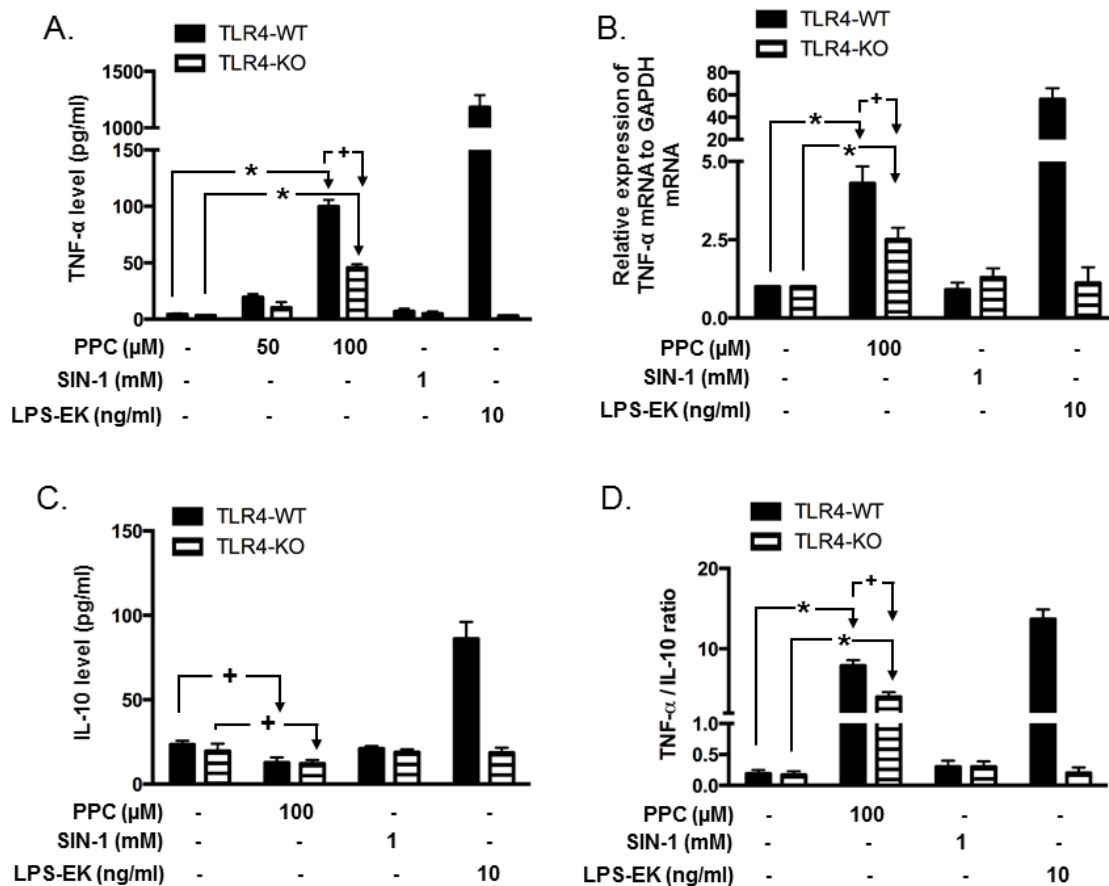 A.
TLR4-WT
TLR4-KO
TNF-α level (pg/ml)
1500
1000
150
100
50
0
*
*
+
PPC (µM) - 50 100 - -
SIN-1 (mM) - - - 1 -
LPS-EK (ng/ml) - - - - 10
B.
TLR4-WT
TLR4-KO
Relative expression of
TNF-α mRNA to GAPDH
mRNA
80
60
40
20
5.0
2.5
0.0
*
*
+
PPC (µM) - 100 - -
SIN-1 (mM) - - 1 -
LPS-EK (ng/ml) - - - 10
C.
TLR4-WT
TLR4-KO
IL-10 level (pg/ml)
150
100
50
0
+
+
PPC (µM) - 100 - -
SIN-1 (mM) - - 1 -
LPS-EK (ng/ml) - - - 10
D.
TLR4-WT
TLR4-KO
TNF-α / IL-10 ratio
20
10
1.0
0.5
0.0
*
*
+
PPC (µM) - 100 - -
SIN-1 (mM) - - 1 -
LPS-EK (ng/ml) - - - 10